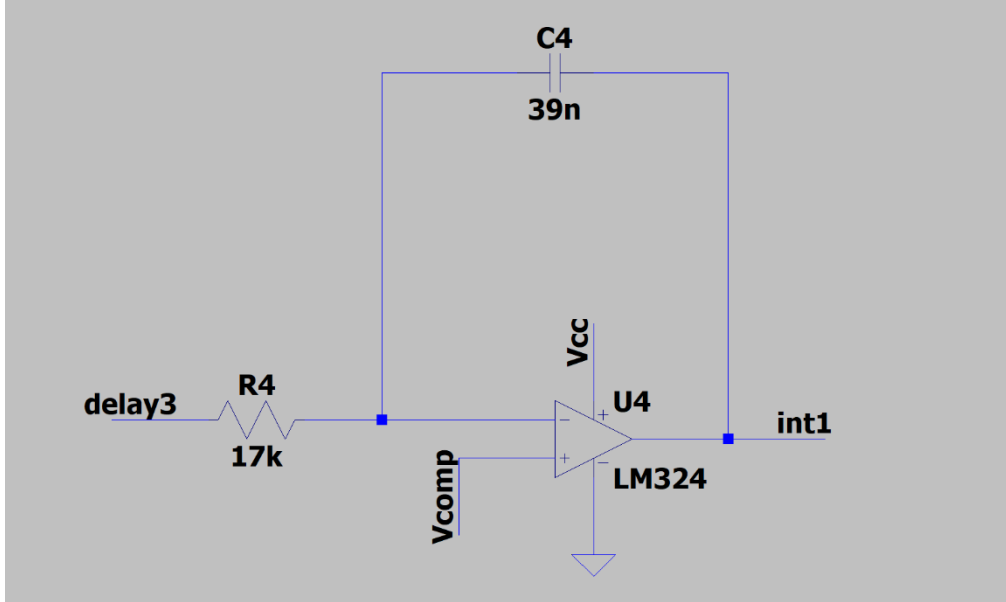 C4
39n
Vcc
delay3
R4
17k
U4
int1
Vcomp
LM324